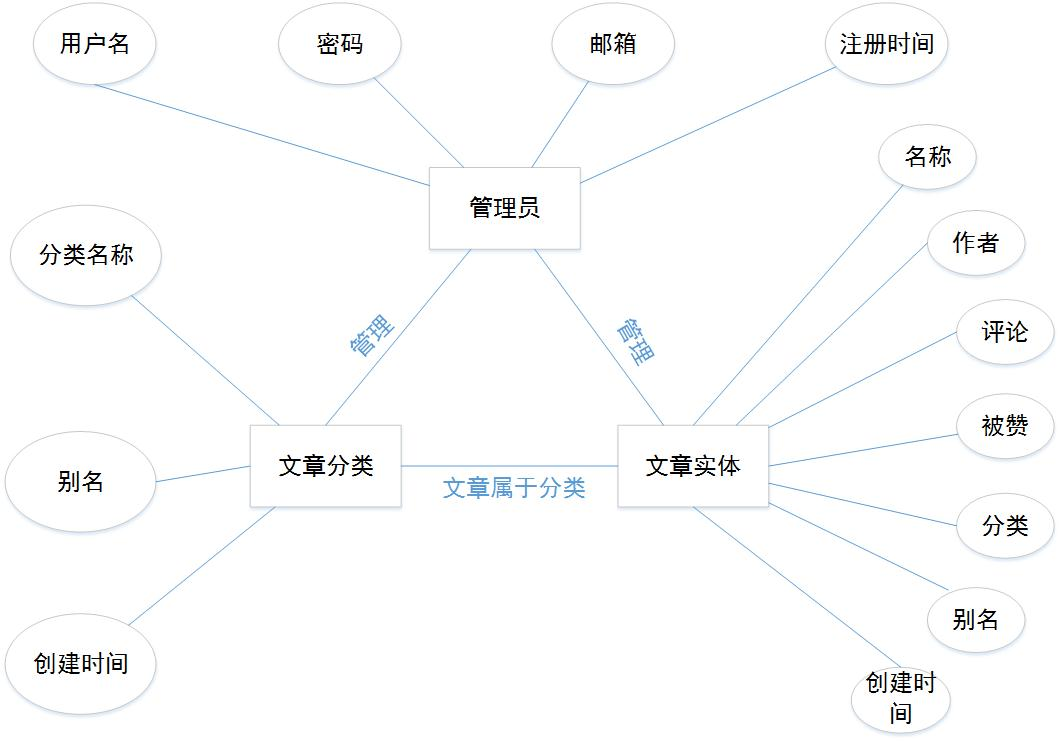 用户名
密码
邮箱
注册时间
名称
管理员
作者
分类名称
评论
管理
管理
被赞
文章分类
文章实体
别名
文章属于分类
分类
别名
创建时间
创建时
间